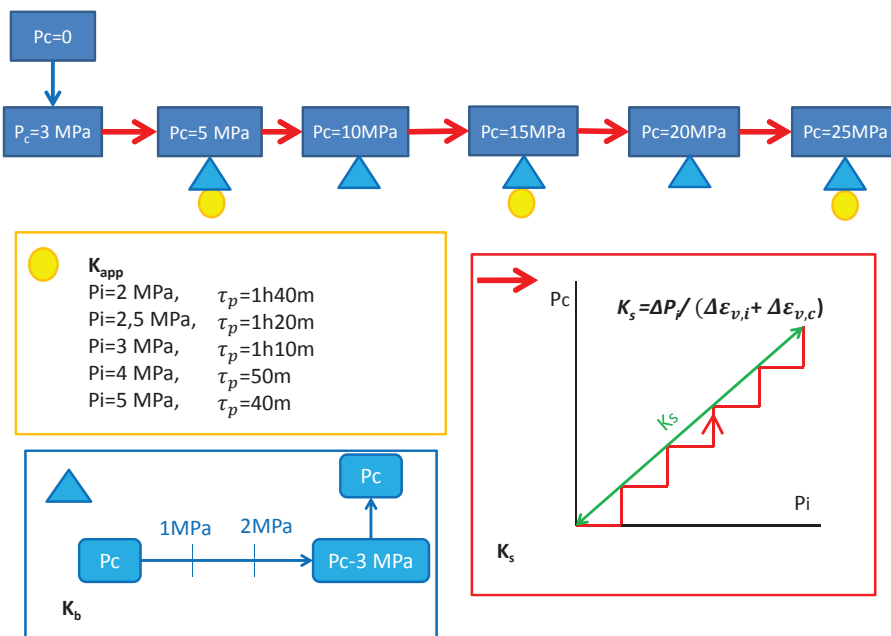 Pc=0
Pc=3 MPa
Pc=5 MPa
Pc=10MPa
Pc=15MPa
Pc=20MPa
Pc=25MPa
Kapp
Pi=2 MPa, τp=1h40m
Pi=2,5 MPa, τp=1h20m
Pi=3 MPa, τp=1h10m
Pi=4 MPa, τp=50m
Pi=5 MPa, τp=40m
Pc
Ks=ΔPi/ (Δεv,i+ Δεv,c)
Ks
Pi
Ks
Pc
1MPa
2MPa
Pc
Pc-3 MPa
Kb